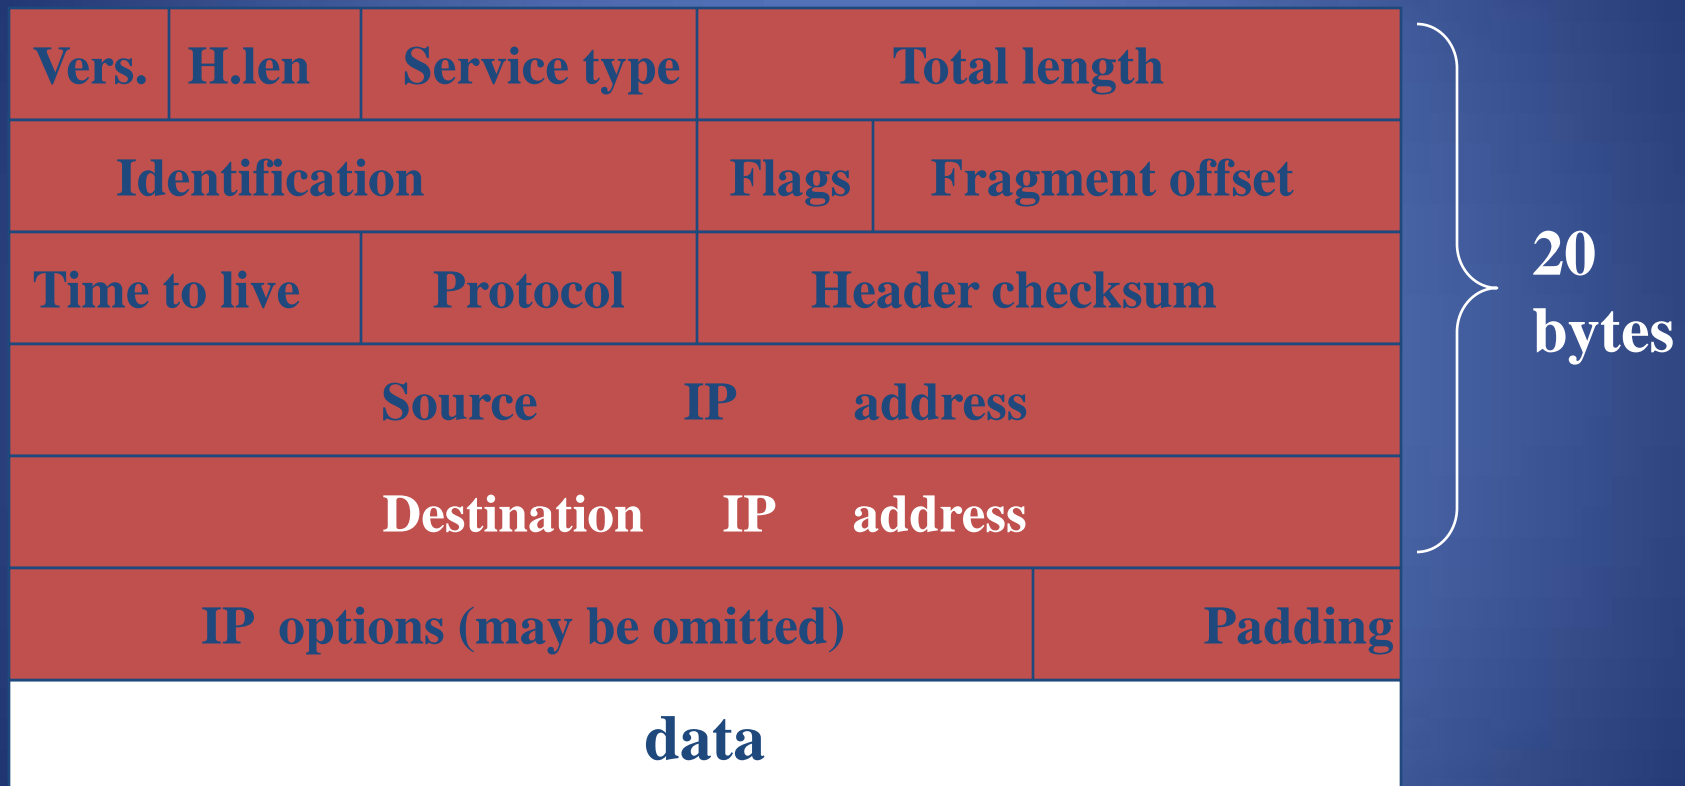 Vers. H.len Service type Total length
Identification Flags Fragment offset
Time to live Protocol Header checksum
Source IP address
Destination IP address
IP options (may be omitted) Padding
data
20
bytes